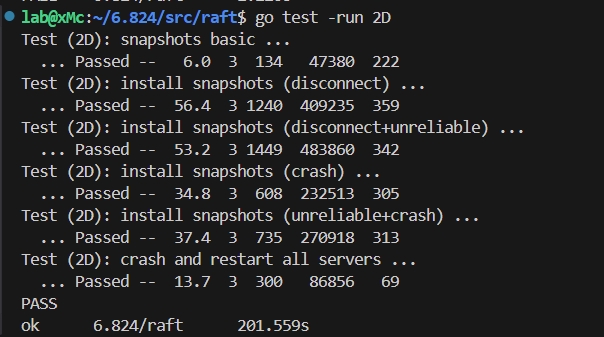 lab@xMc:~/6.824/src/raft$ go test -run 2D
Test (2D): snapshots basic ...
  ... Passed --   6.0  3  134   47380  222
Test (2D): install snapshots (disconnect) ...
  ... Passed --  56.4  3 1240  409235  359
Test (2D): install snapshots (disconnect+unreliable) ...
  ... Passed --  53.2  3 1449  483860  342
Test (2D): install snapshots (crash) ...
  ... Passed --  34.8  3  608  232513  305
Test (2D): install snapshots (unreliable+crash) ...
  ... Passed --  37.4  3  735  270918  313
Test (2D): crash and restart all servers ...
  ... Passed --  13.7  3  300   86856   69
PASS
ok      6.824/raft      201.559s